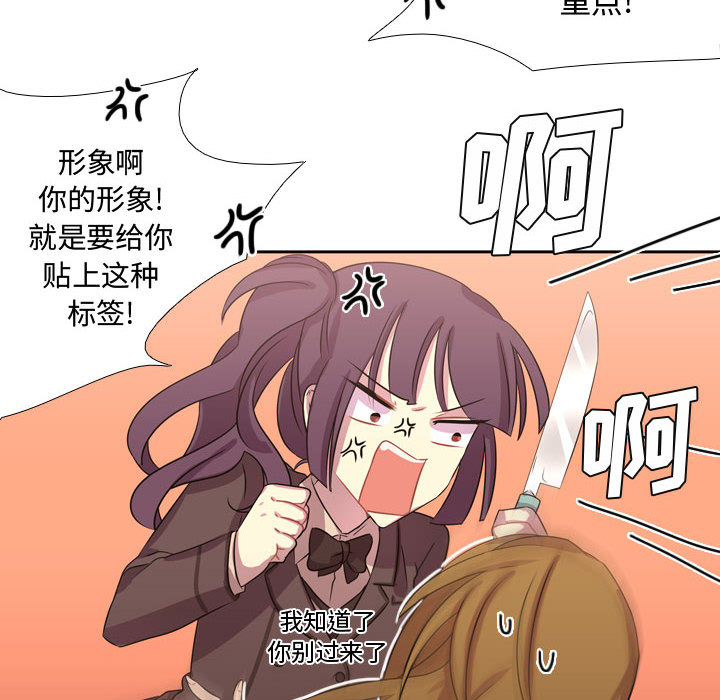 重点!
形象啊
你的形象!
就是要给你
贴上这种
标签!
啊
啊
我知道了
你别过来了